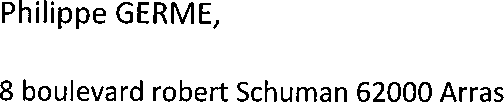 Philippe GERME,
8 boulevard robert Schuman 62000 Arras